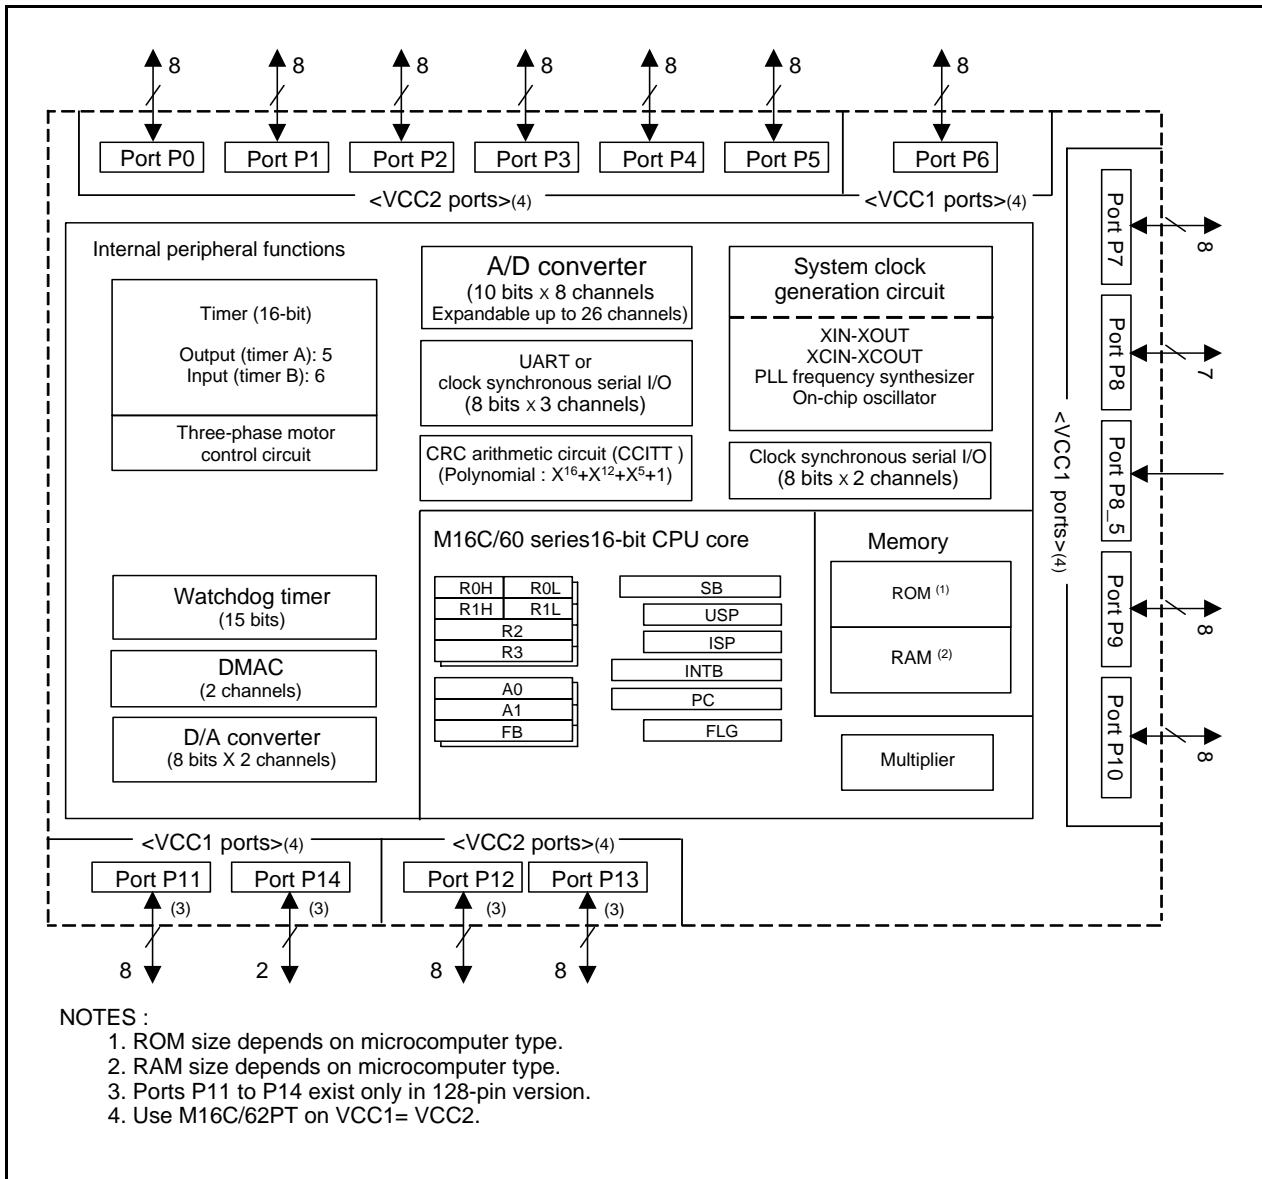 8 8 8 8 8 8 8
Port P0 Port P1 Port P2 Port P3 Port P4 Port P5 Port P6
<VCC2 ports>(4) <VCC1 ports>(4)
Internal peripheral functions
Timer (16-bit)
Output (timer A): 5
Input (timer B): 6
Three-phase motor
control circuit
Watchdog timer
(15 bits)
DMAC
(2 channels)
D/A converter
(8 bits X 2 channels)
A/D converter
(10 bits x 8 channels
Expandable up to 26 channels)
UART or
clock synchronous serial I/O
(8 bits x 3 channels)
CRC arithmetic circuit (CCITT )
(Polynomial : X16+X12+X5+1)
System clock
generation circuit
XIN-XOUT
XCIN-XCOUT
PLL frequency synthesizer
On-chip oscillator
Clock synchronous serial I/O
(8 bits x 2 channels)
M16C/60 series16-bit CPU core
R0H R0L
R1H R1L
R2
R3
A0
A1
FB
SB
USP
ISP
INTB
PC
FLG
Memory
ROM (1)
RAM (2)
Multiplier
<VCC1 ports>(4)
Port P7
8
Port P8
7
Port P8_5
Port P9
8
Port P10
8
<VCC1 ports>(4) <VCC2 ports>(4)
Port P11 Port P14 Port P12 Port P13
(3) (3) (3) (3)
8 2 8 8
NOTES :
1. ROM size depends on microcomputer type.
2. RAM size depends on microcomputer type.
3. Ports P11 to P14 exist only in 128-pin version.
4. Use M16C/62PT on VCC1= VCC2.